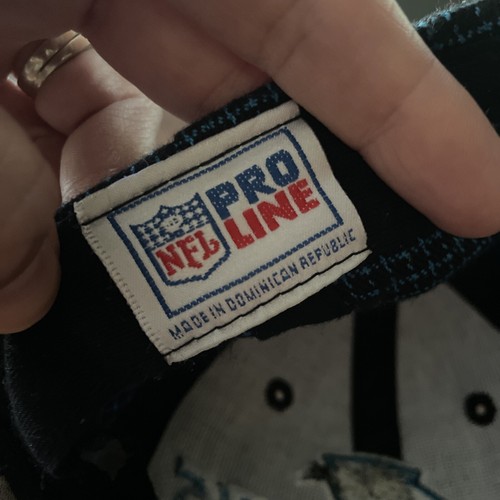 NFL
PRO
LINE
MADE IN DOMINICAN REPUBLIC